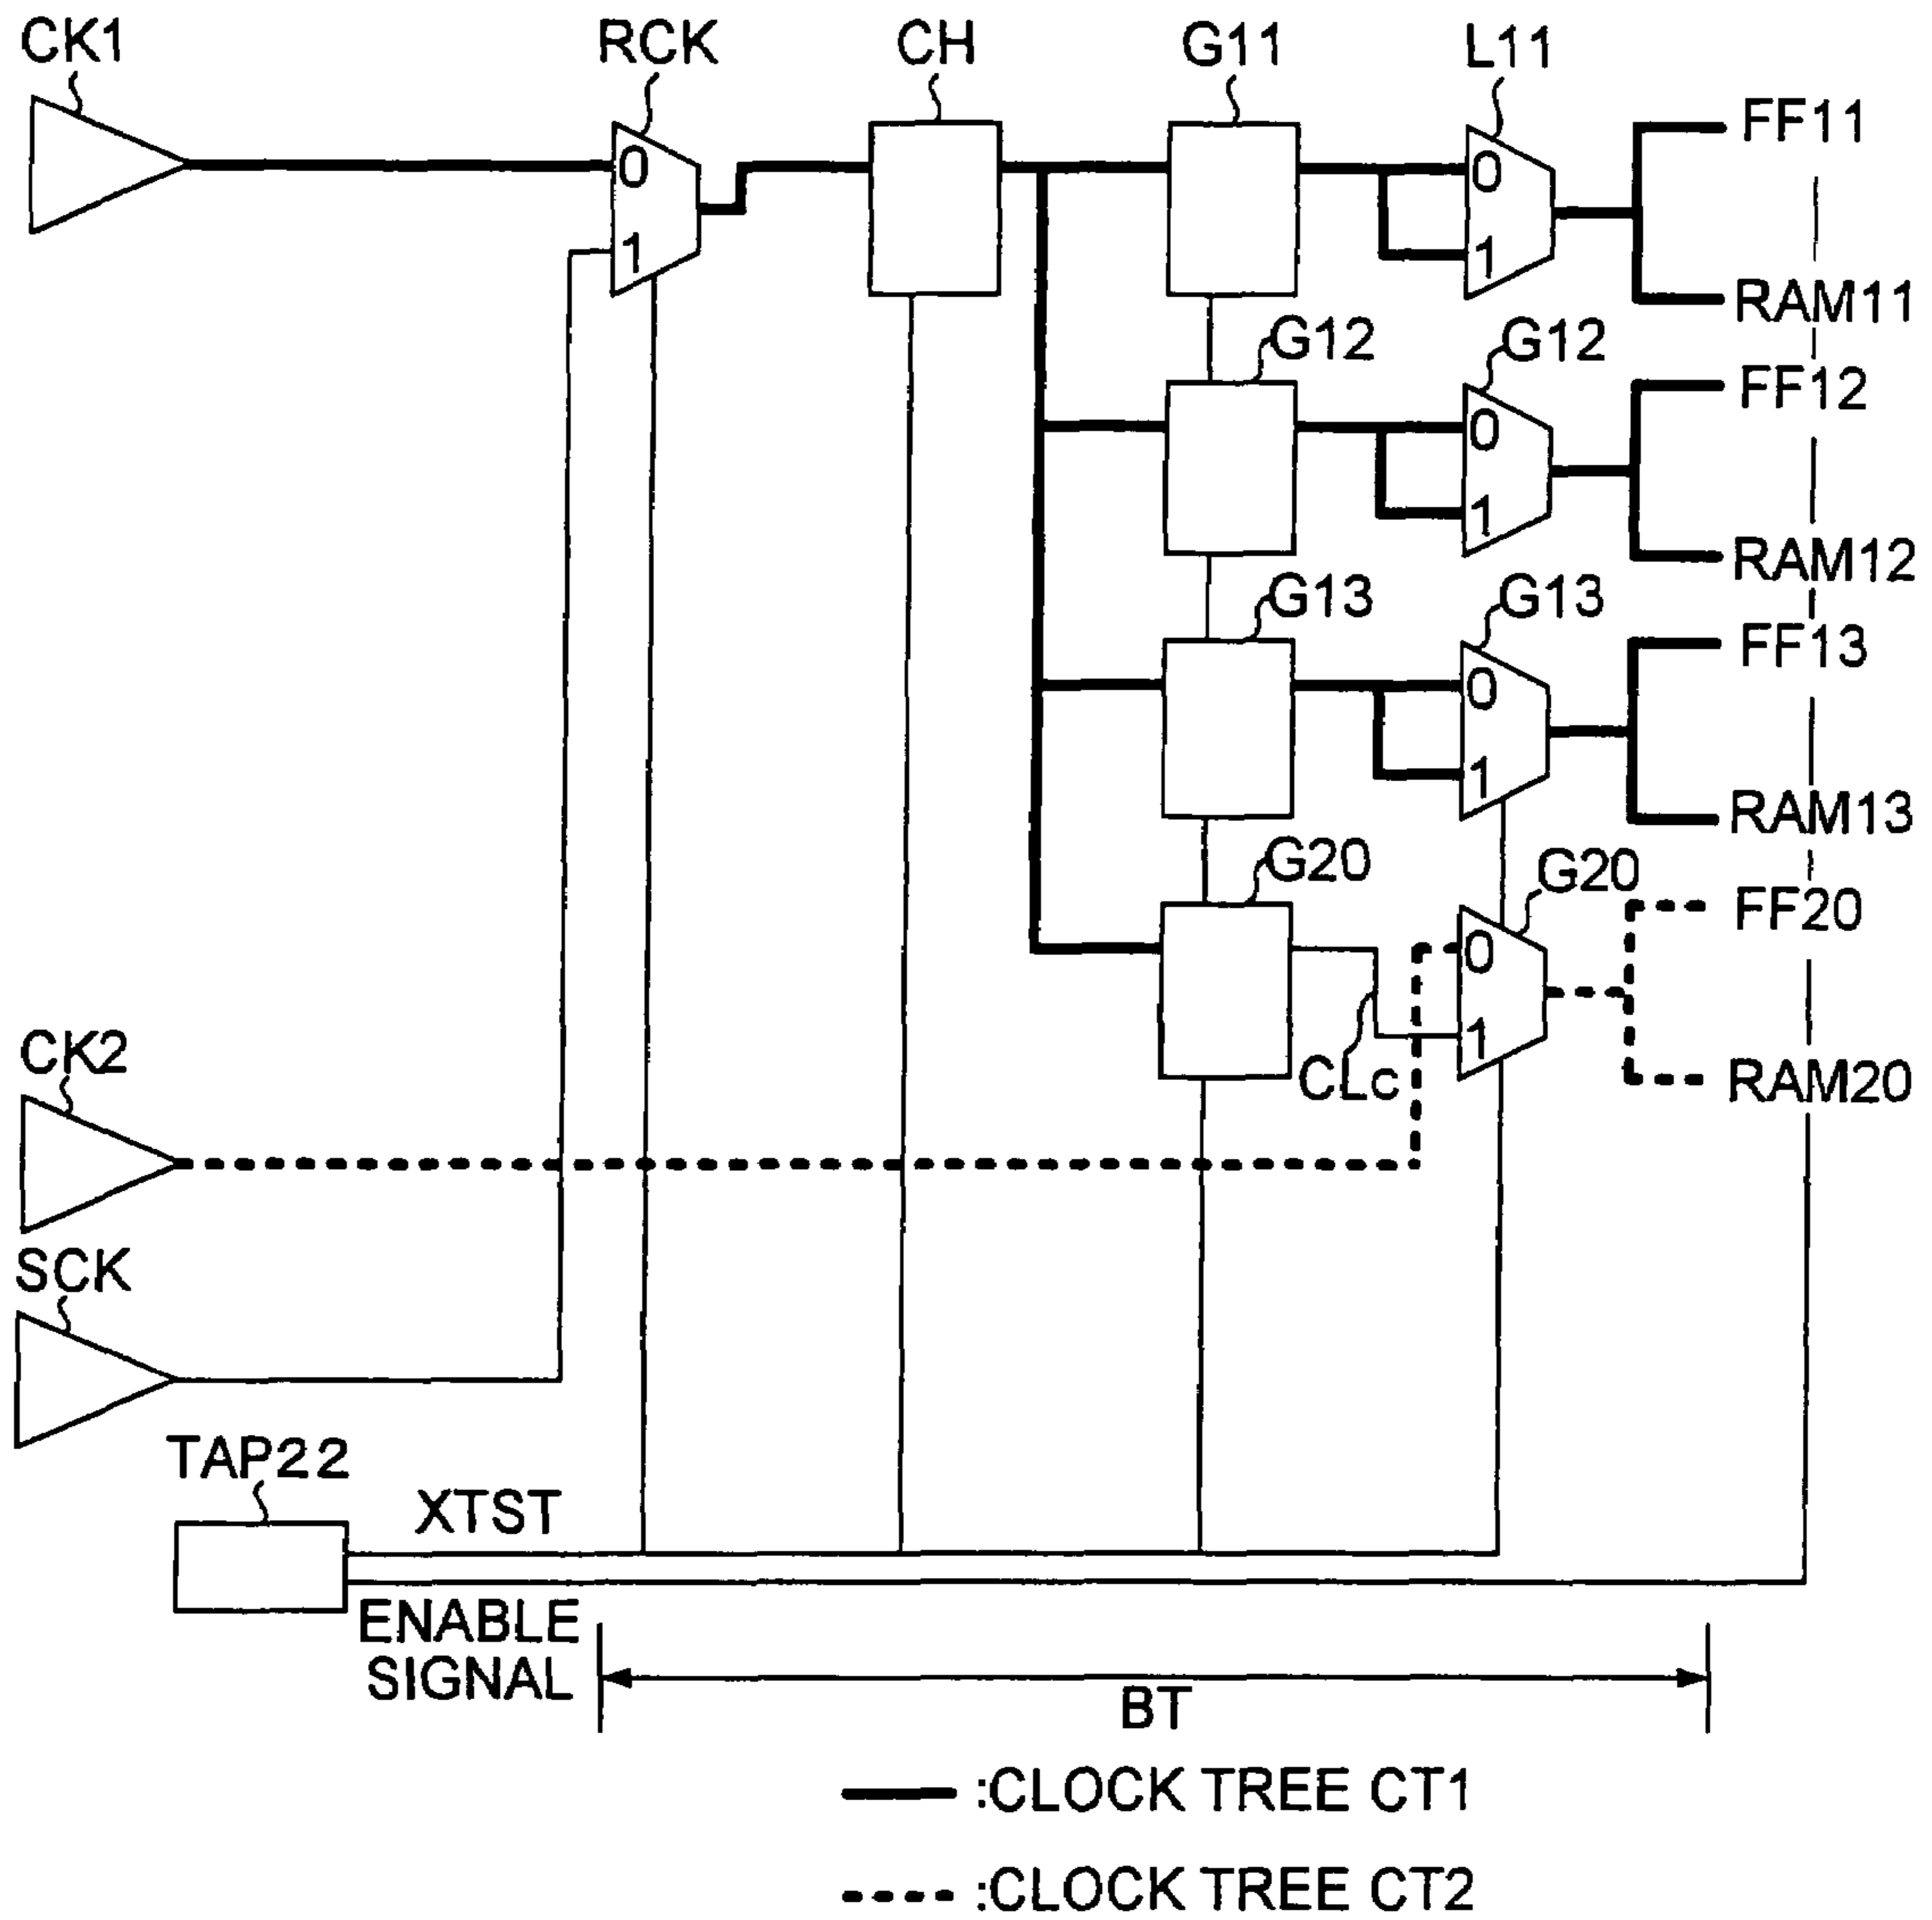 CK1
RCK
CH
G11
L11
0
1
0
1
FF11
RAM11
G12
G12
0
1
FF12
RAM12
G13
G13
0
1
FF13
RAM13
G20
G20
0
1
CLc
FF20
RAM20
CK2
SCK
TAP22
XTST
ENABLE
SIGNAL
BT
:CLOCK TREE CT1
:CLOCK TREE CT2